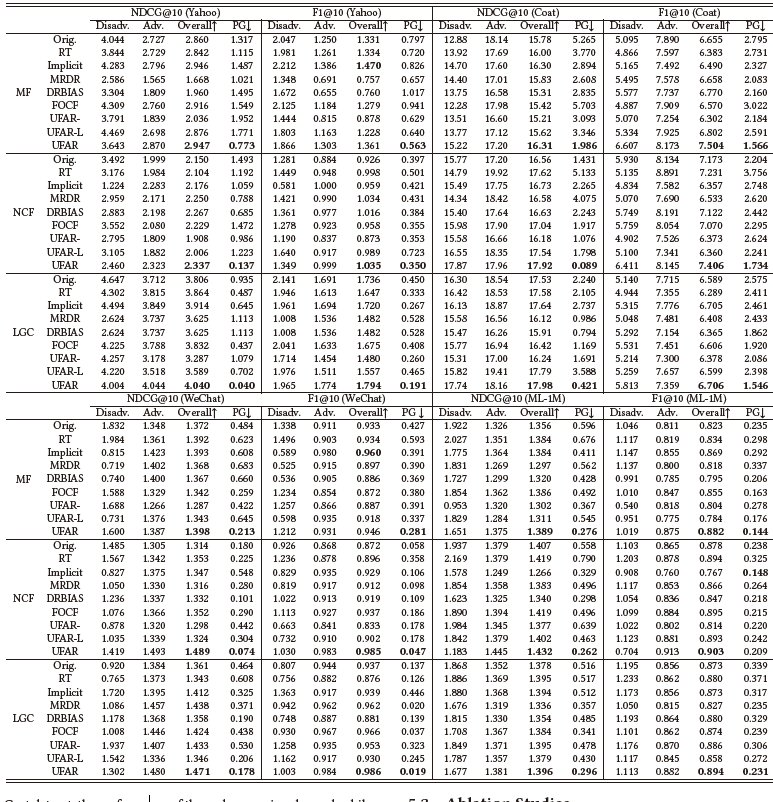 NDCG@10 (Yahoo) F1@10 (Yahoo) NDCG@10 (Coat) F1@10 (Coat)
Disadv. Adv. Overall↑ PG↓ Disadv. Adv. Overall↑ PG↓ Disadv. Adv. Overall↑ PG↓ Disadv. Adv. Overall↑ PG↓
Orig. 4.044 2.727 2.860 1.317 2.047 1.250 1.331 0.797 12.88 18.14 15.78 5.265 5.095 7.890 6.655 2.795
RT 3.844 2.729 2.842 1.115 1.981 1.261 1.334 0.720 13.92 17.69 16.00 3.770 4.866 7.597 6.383 2.731
Implicit 4.283 2.796 2.946 1.487 2.212 1.386 1.470 0.826 14.70 17.60 16.30 2.894 5.165 7.492 6.490 2.327
MRDR 2.586 1.565 1.668 1.021 1.348 0.691 0.757 0.657 14.40 17.01 15.83 2.608 5.495 7.578 6.658 2.083
MF DRBIAS 3.304 1.809 1.960 1.495 1.672 0.655 0.760 1.017 13.75 16.58 15.31 2.835 5.577 7.737 6.770 2.160
FOCF 4.309 2.760 2.916 1.549 2.125 1.184 1.279 0.941 12.28 17.98 15.42 5.703 4.887 7.909 6.570 3.022
UFAR- 3.791 1.839 2.036 1.952 1.444 0.815 0.878 0.629 13.51 16.60 15.21 3.093 5.070 7.254 6.302 2.184
UFAR-L 4.469 2.698 2.876 1.771 1.803 1.163 1.228 0.640 13.77 17.12 15.62 3.346 5.334 7.925 6.802 2.591
UFAR 3.643 2.870 2.947 0.773 1.866 1.303 1.361 0.563 15.22 17.20 16.31 1.986 6.607 8.173 7.504 1.566
Orig. 3.492 1.999 2.150 1.493 1.281 0.884 0.926 0.397 15.77 17.20 16.56 1.431 5.930 8.134 7.173 2.204
RT 3.176 1.984 2.104 1.192 1.449 0.948 0.998 0.501 14.79 19.92 17.62 5.133 5.135 8.891 7.231 3.756
Implicit 1.224 2.283 2.176 1.059 0.581 1.000 0.959 0.421 15.49 17.75 16.73 2.265 4.834 7.582 6.357 2.748
MRDR 2.959 2.171 2.250 0.788 1.421 0.990 1.034 0.431 14.34 18.42 16.58 4.075 5.070 7.690 6.533 2.620
NCF DRBIAS 2.883 2.198 2.267 0.685 1.361 0.977 1.016 0.384 15.40 17.64 16.63 2.243 5.749 8.191 7.122 2.442
FOCF 3.552 2.080 2.229 1.472 1.278 0.923 0.958 0.355 15.98 17.90 17.04 1.917 5.759 8.054 7.070 2.295
UFAR- 2.795 1.809 1.908 0.986 1.190 0.837 0.873 0.353 15.58 16.66 16.18 1.076 4.902 7.526 6.373 2.624
UFAR-L 3.105 1.882 2.006 1.223 1.640 0.917 0.989 0.723 16.55 18.35 17.54 1.798 5.100 7.341 6.360 2.241
UFAR 2.460 2.323 2.337 0.137 1.349 0.999 1.035 0.350 17.87 17.96 17.92 0.089 6.411 8.145 7.406 1.734
Orig. 4.647 3.712 3.806 0.935 2.141 1.691 1.736 0.450 16.30 18.54 17.53 2.240 5.140 7.715 6.589 2.575
RT 4.302 3.815 3.864 0.487 1.946 1.613 1.647 0.333 16.42 18.53 17.58 2.105 4.944 7.355 6.289 2.411
Implicit 4.494 3.849 3.914 0.645 1.961 1.694 1.720 0.267 16.13 18.87 17.64 2.737 5.315 7.776 6.705 2.461
MRDR 2.624 3.737 3.625 1.113 1.008 1.536 1.482 0.528 15.58 16.56 16.12 0.986 5.048 7.481 6.408 2.433
LGC DRBIAS 2.624 3.737 3.625 1.113 1.008 1.536 1.482 0.528 15.47 16.26 15.91 0.794 5.292 7.154 6.365 1.862
FOCF 4.225 3.788 3.832 0.437 2.041 1.633 1.675 0.408 15.77 16.94 16.42 1.169 5.531 7.451 6.606 1.920
UFAR- 4.257 3.178 3.287 1.079 1.714 1.454 1.480 0.260 15.31 17.00 16.24 1.691 5.214 7.300 6.378 2.086
UFAR-L 4.220 3.518 3.589 0.702 1.976 1.511 1.557 0.465 15.82 19.41 17.79 3.588 5.259 7.657 6.599 2.398
UFAR 4.004 4.044 4.040 0.040 1.965 1.774 1.794 0.191 17.74 18.16 17.98 0.421 5.813 7.359 6.706 1.546
NDCG@10 (WeChat) F1@10 (WeChat) NDCG@10 (ML-1M) F1@10 (ML-1M)
Disadv. Adv. Overall↑ PG↓ Disadv. Adv. Overall↑ PG↓ Disadv. Adv. Overall↑ PG↓ Disadv. Adv. Overall↑ PG↓
Orig. 1.832 1.348 1.372 0.484 1.338 0.911 0.933 0.427 1.922 1.326 1.356 0.596 1.046 0.811 0.823 0.235
RT 1.984 1.361 1.392 0.623 1.496 0.903 0.934 0.593 2.027 1.351 1.384 0.676 1.117 0.819 0.834 0.298
Implicit 0.815 1.423 1.393 0.608 0.589 0.980 0.960 0.391 1.775 1.364 1.384 0.411 1.147 0.855 0.869 0.292
MRDR 0.719 1.402 1.368 0.683 0.525 0.915 0.897 0.390 1.831 1.269 1.297 0.562 1.137 0.800 0.818 0.337
MF DRBIAS 0.740 1.400 1.367 0.660 0.536 0.905 0.886 0.369 1.727 1.299 1.320 0.428 0.991 0.785 0.795 0.206
FOCF 1.588 1.329 1.342 0.259 1.234 0.854 0.872 0.380 1.854 1.362 1.386 0.492 1.010 0.847 0.855 0.163
UFAR- 1.688 1.266 1.287 0.422 1.257 0.866 0.887 0.391 0.953 1.320 1.302 0.367 0.540 0.818 0.804 0.278
UFAR-L 0.731 1.376 1.343 0.645 0.598 0.935 0.918 0.337 1.829 1.284 1.311 0.545 0.951 0.775 0.784 0.176
UFAR 1.600 1.387 1.398 0.213 1.212 0.931 0.946 0.281 1.651 1.375 1.389 0.276 1.019 0.875 0.882 0.144
Orig. 1.485 1.305 1.314 0.180 0.926 0.868 0.872 0.058 1.937 1.379 1.407 0.558 1.103 0.865 0.878 0.238
RT 1.567 1.342 1.353 0.225 1.236 0.878 0.896 0.358 2.169 1.379 1.419 0.790 1.203 0.878 0.894 0.325
Implicit 0.827 1.375 1.347 0.548 0.829 0.935 0.929 0.106 1.578 1.249 1.266 0.329 0.908 0.760 0.767 0.148
MRDR 1.050 1.330 1.316 0.280 0.819 0.917 0.912 0.098 1.854 1.358 1.383 0.496 1.117 0.853 0.866 0.264
NCF DRBIAS 1.236 1.337 1.332 0.101 1.022 0.913 0.919 0.109 1.623 1.325 1.340 0.298 1.054 0.836 0.847 0.218
FOCF 1.076 1.366 1.352 0.290 1.113 0.927 0.937 0.186 1.890 1.394 1.419 0.496 1.099 0.884 0.895 0.215
UFAR- 0.878 1.320 1.298 0.442 0.663 0.841 0.833 0.178 1.984 1.345 1.377 0.639 1.022 0.802 0.814 0.220
UFAR-L 1.035 1.339 1.324 0.304 0.732 0.910 0.902 0.178 1.842 1.379 1.402 0.463 1.123 0.881 0.893 0.242
UFAR 1.419 1.493 1.489 0.074 1.030 0.983 0.985 0.047 1.183 1.445 1.432 0.262 0.704 0.913 0.903 0.209
Orig. 0.920 1.384 1.361 0.464 0.807 0.944 0.937 0.137 1.868 1.352 1.378 0.516 1.195 0.856 0.873 0.339
RT 0.765 1.373 1.343 0.608 0.756 0.882 0.876 0.126 1.886 1.369 1.395 0.517 1.233 0.862 0.880 0.371
Implicit 1.720 1.395 1.412 0.325 1.363 0.917 0.939 0.446 1.880 1.368 1.394 0.512 1.173 0.856 0.873 0.317
MRDR 1.086 1.457 1.438 0.371 0.942 0.962 0.962 0.020 1.676 1.319 1.336 0.357 1.050 0.815 0.827 0.235
LGC DRBIAS 1.178 1.368 1.358 0.190 0.748 0.887 0.881 0.139 1.815 1.330 1.354 0.485 1.193 0.864 0.880 0.329
FOCF 1.008 1.446 1.424 0.438 0.930 0.967 0.966 0.037 1.708 1.367 1.384 0.341 1.101 0.862 0.874 0.239
UFAR- 1.937 1.407 1.433 0.530 1.258 0.935 0.953 0.323 1.849 1.371 1.395 0.478 1.176 0.870 0.886 0.306
UFAR-L 1.542 1.336 1.346 0.206 1.162 0.917 0.930 0.245 1.787 1.357 1.379 0.430 1.117 0.845 0.858 0.272
UFAR 1.302 1.480 1.471 0.178 1.003 0.984 0.986 0.019 1.677 1.381 1.396 0.296 1.113 0.882 0.894 0.231
Ablation Studies